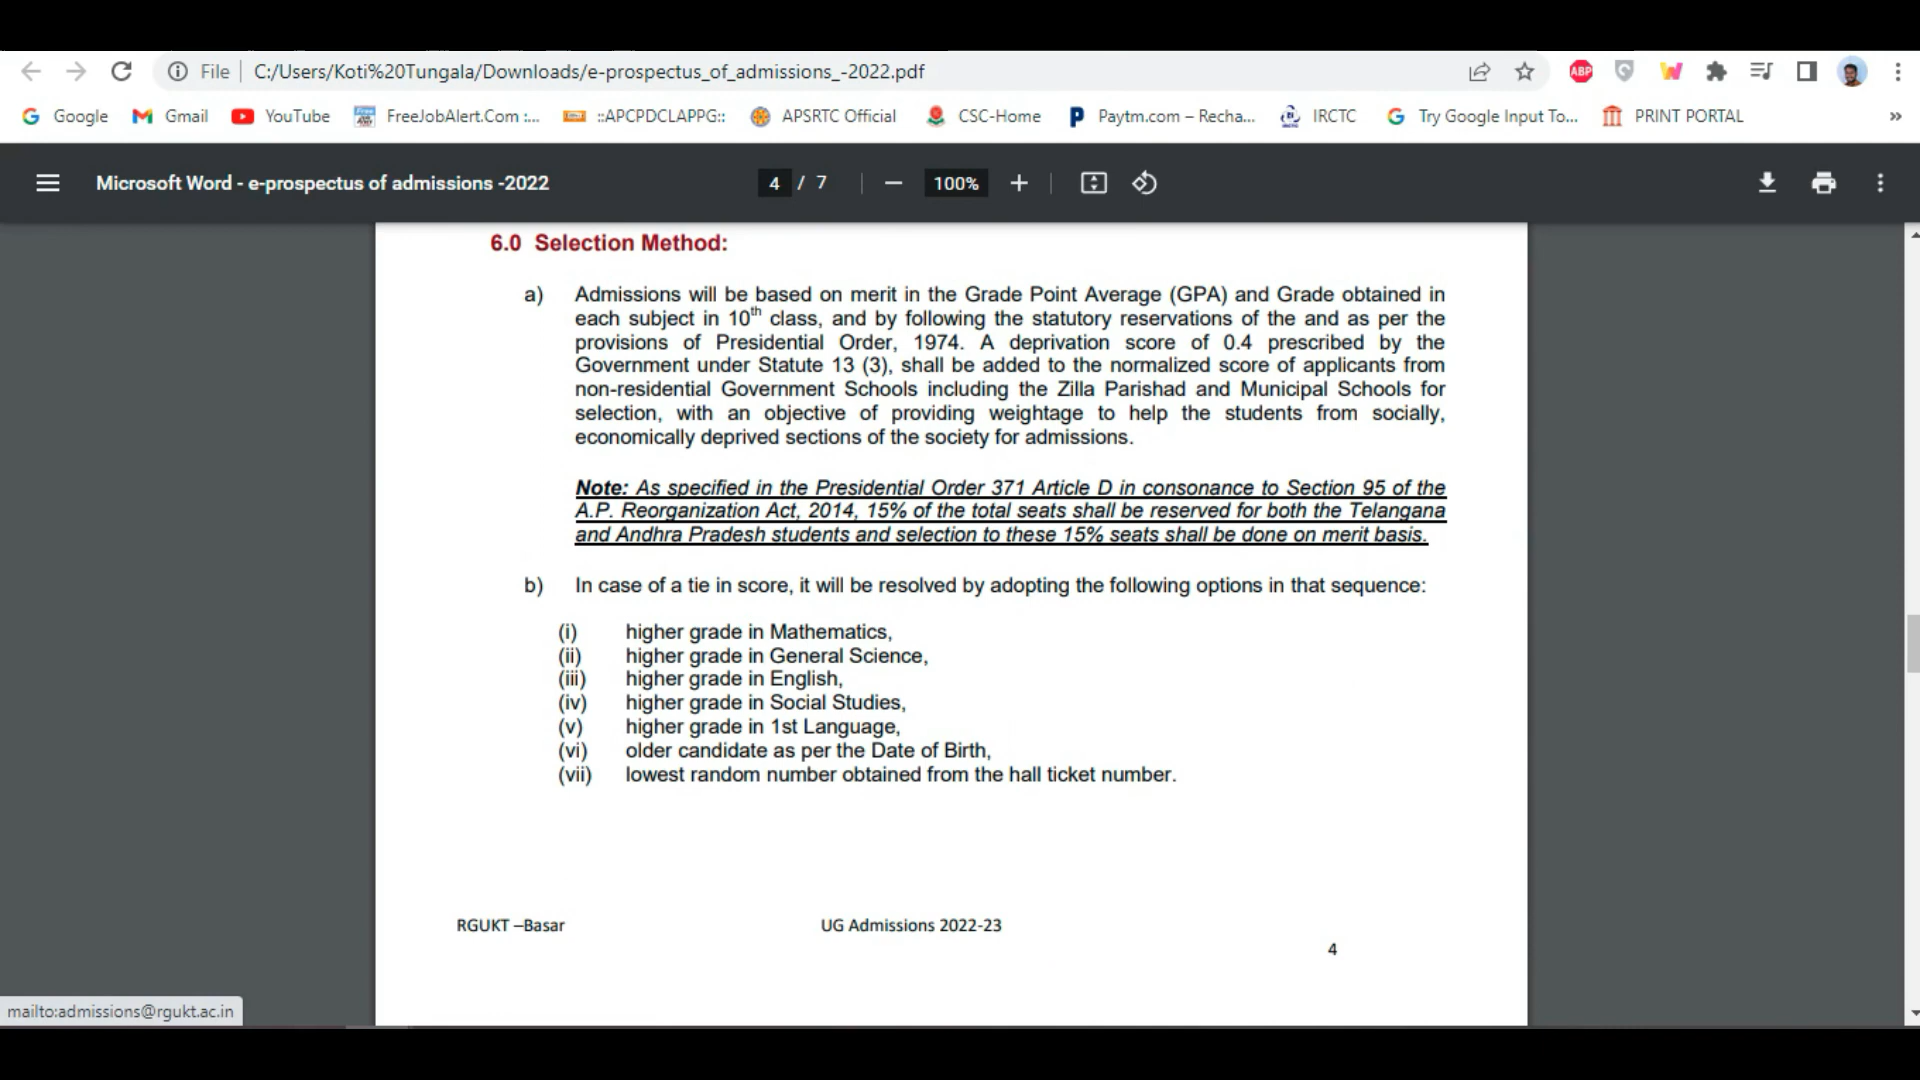 File C:/Users/Koti%20Tungala/Downloads/e-prospectus_of_admissions_-2022.pdf
ABP
Google Gmail YouTube FreeJobAlert.Com :... ::APCPDCLAPPG:: APSRTC Official CSC-Home Paytm.com – Recha... IRCTC Try Google Input To... PRINT PORTAL »
Microsoft Word - e-prospectus of admissions -2022 4 / 7 100%
6.0 Selection Method:
a) Admissions will be based on merit in the Grade Point Average (GPA) and Grade obtained in
each subject in 10th class, and by following the statutory reservations of the and as per the
provisions of Presidential Order, 1974. A deprivation score of 0.4 prescribed by the
Government under Statute 13 (3), shall be added to the normalized score of applicants from
non-residential Government Schools including the Zilla Parishad and Municipal Schools for
selection, with an objective of providing weightage to help the students from socially,
economically deprived sections of the society for admissions.
Note: As specified in the Presidential Order 371 Article D in consonance to Section 95 of the
A.P. Reorganization Act, 2014, 15% of the total seats shall be reserved for both the Telangana
and Andhra Pradesh students and selection to these 15% seats shall be done on merit basis.
b) In case of a tie in score, it will be resolved by adopting the following options in that sequence:
(i) higher grade in Mathematics,
(ii) higher grade in General Science,
(iii) higher grade in English,
(iv) higher grade in Social Studies,
(v) higher grade in 1st Language,
(vi) older candidate as per the Date of Birth,
(vii) lowest random number obtained from the hall ticket number.
RGUKT –Basar UG Admissions 2022-23
4
mailto:admissions@rgukt.ac.in